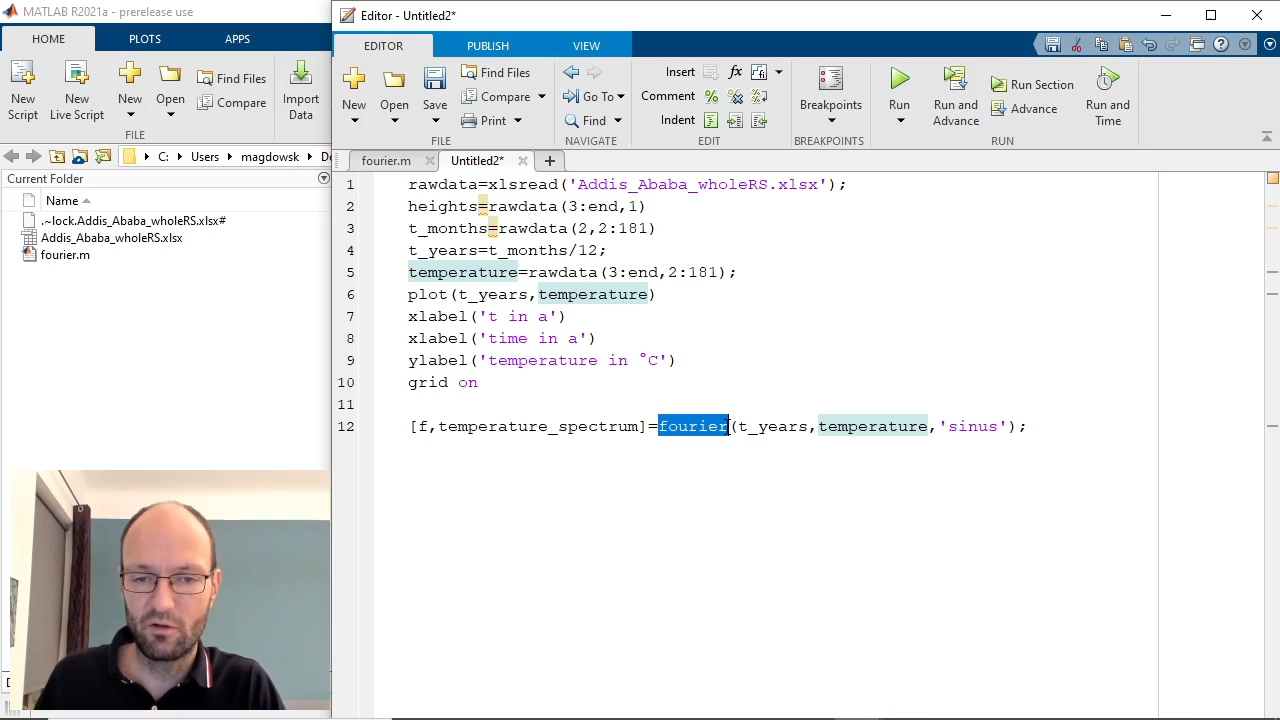 MATLAB R2021a - prerelease use
HOME PLOTS APPS
New Script
New Live Script
New
Open
Find Files
Compare
Import Data
FILE
C: Users magdowsk
Current Folder
Name
.~lock.Addis_Ababa_wholeRS.xlsx#
Addis_Ababa_wholeRS.xlsx
fourier.m
Editor - Untitled2*
EDITOR PUBLISH VIEW
New
Open
Save
Find Files
Compare
Print
FILE
Go To
Find
NAVIGATE
Insert
Comment
Indent
EDIT
Breakpoints
BREAKPOINTS
Run
Run and Advance
Run Section
Advance
Run and Time
RUN
fourier.m Untitled2*
1 rawdata=xlsread('Addis_Ababa_wholeRS.xlsx');
2 heights=rawdata(3:end,1)
3 t_months=rawdata(2,2:181)
4 t_years=t_months/12;
5 temperature=rawdata(3:end,2:181);
6 plot(t_years,temperature)
7 xlabel('t in a')
8 xlabel('time in a')
9 ylabel('temperature in °C')
10 grid on
11
12 [f,temperature_spectrum]=fourier(t_years,temperature,'sinus');